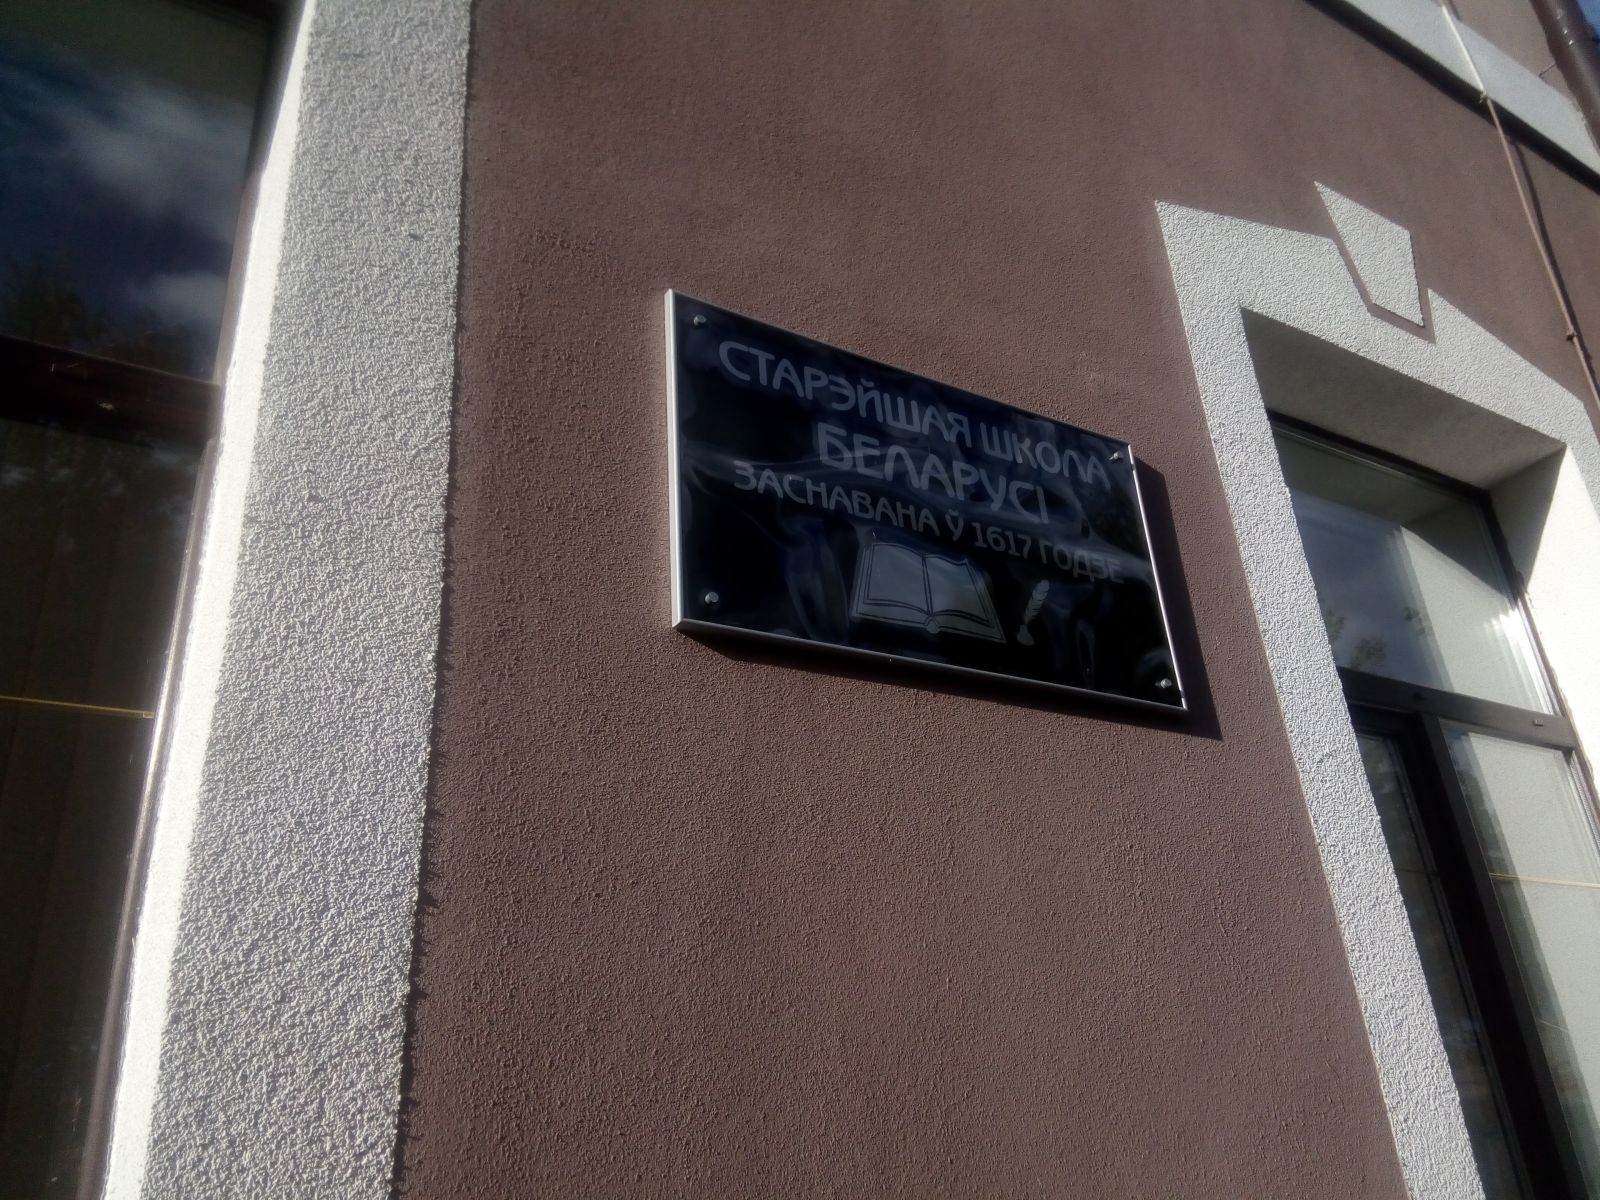 СТАРЭЙШАЯ ШКОЛА
БЕЛАРУСІ
ЗАСНАВАНА Ў 1617 ГОДЗЕ